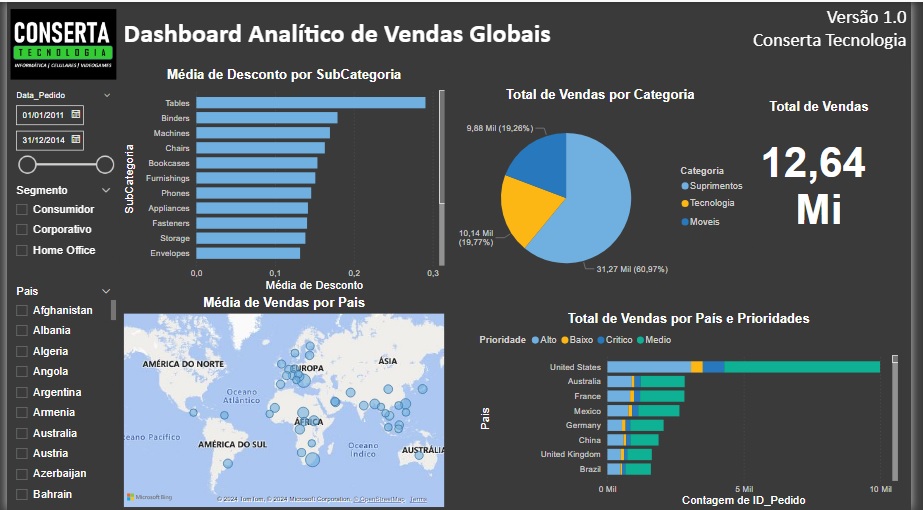 CONSERTA
TECNOLOGIA
INFORMÁTICA | CELULARES | VIDEOGAMES
Dashboard Analítico de Vendas Globais
Versão 1.0
Conserta Tecnologia
Data_Pedido
01/01/2011
31/12/2014
Segmento
Consumidor
Corporativo
Home Office
Pais
Afghanistan
Albania
Algeria
Angola
Argentina
Armenia
Australia
Austria
Azerbaijan
Bahrain
Média de Desconto por SubCategoria
SubCategoria
Tables
Binders
Machines
Chairs
Bookcases
Furnishings
Phones
Appliances
Fasteners
Storage
Envelopes
0,0 0,1 0,2 0,3
Média de Desconto
Total de Vendas por Categoria
9,88 Mil (19,26%)
10,14 Mil
(19,77%)
31,27 Mil (60,97%)
Categoria
Suprimentos
Tecnologia
Moveis
Total de Vendas
12,64
Mi
Média de Vendas por Pais
AMÉRICA DO NORTE
EUROPA
ÁSIA
Oceano
Atlântico
ceano Pacífico
ÁFRICA
AMÉRICA DO SUL
Oceano
Índico
AUSTRÁLIA
Microsoft Bing
© 2024 TomTom, © 2024 Microsoft Corporation, © OpenStreetMap Terms
Total de Vendas por País e Prioridades
Prioridade Alto Baixo Critico Medio
Pais
United States
Australia
France
Mexico
Germany
China
United Kingdom
Brazil
0 Mil 5 Mil 10 Mil
Contagem de ID_Pedido